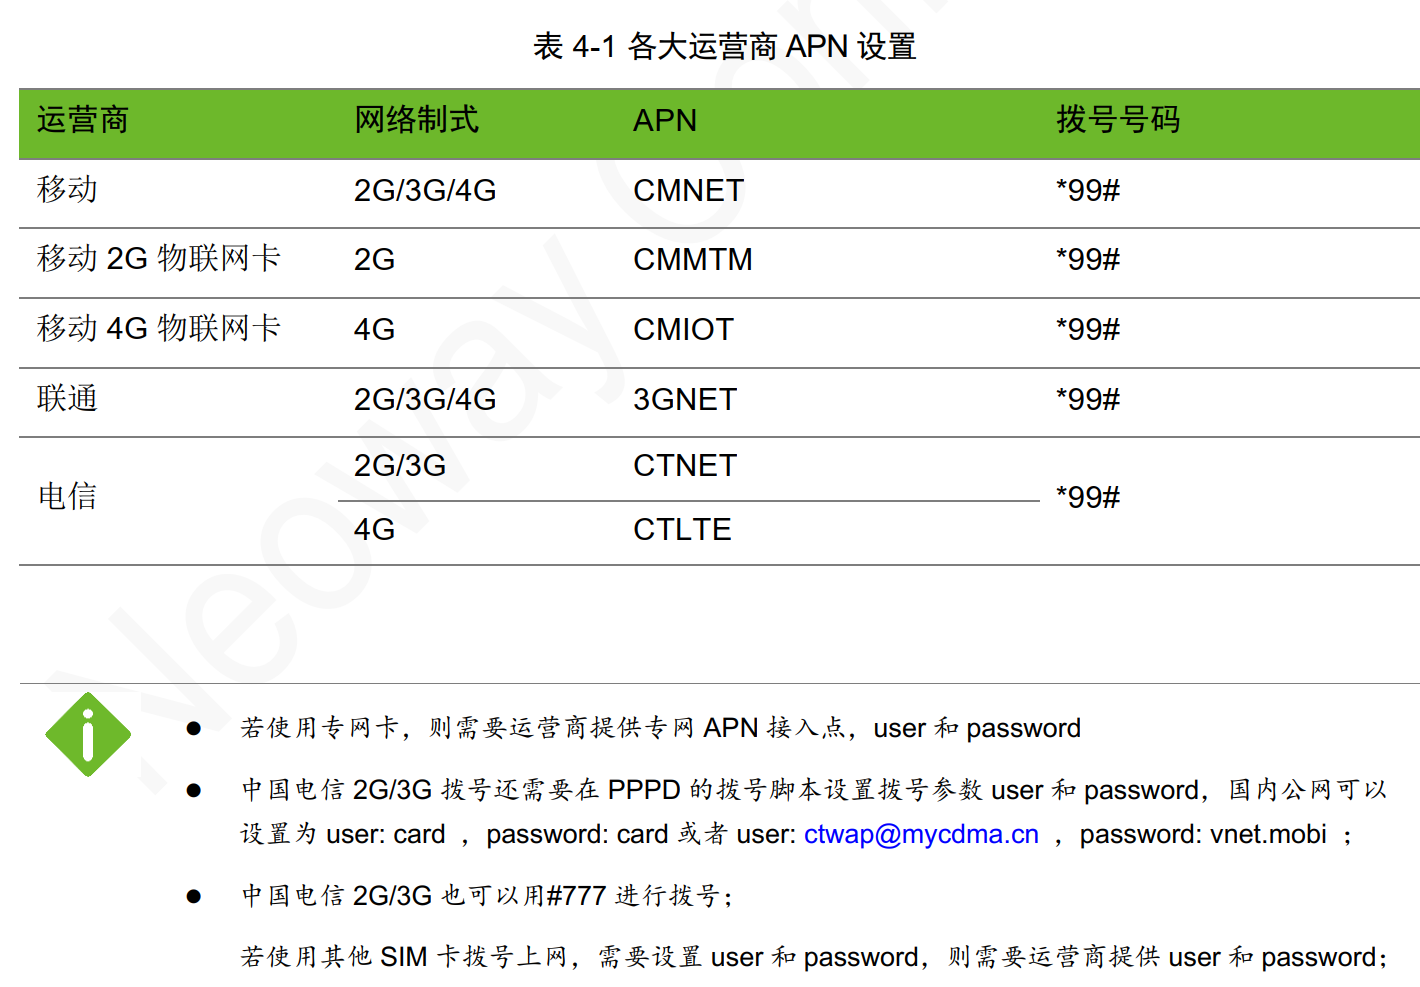 表 4-1 各大运营商 APN 设置
运营商 网络制式 APN 拨号号码
移动 2G/3G/4G CMNET *99#
移动 2G 物联网卡 2G CMMTM *99#
移动 4G 物联网卡 4G CMIOT *99#
联通 2G/3G/4G 3GNET *99#
电信 2G/3G CTNET *99#
4G CTLTE
● 若使用专网卡，则需要运营商提供专网 APN 接入点，user 和 password
● 中国电信 2G/3G 拨号还需要在 PPPD 的拨号脚本设置拨号参数 user 和 password，国内公网可以
设置为 user: card ，password: card 或者 user: ctwap@mycdma.cn ，password: vnet.mobi ；
● 中国电信 2G/3G 也可以用#777 进行拨号；
若使用其他 SIM 卡拨号上网，需要设置 user 和 password，则需要运营商提供 user 和 password；
Neoway Con